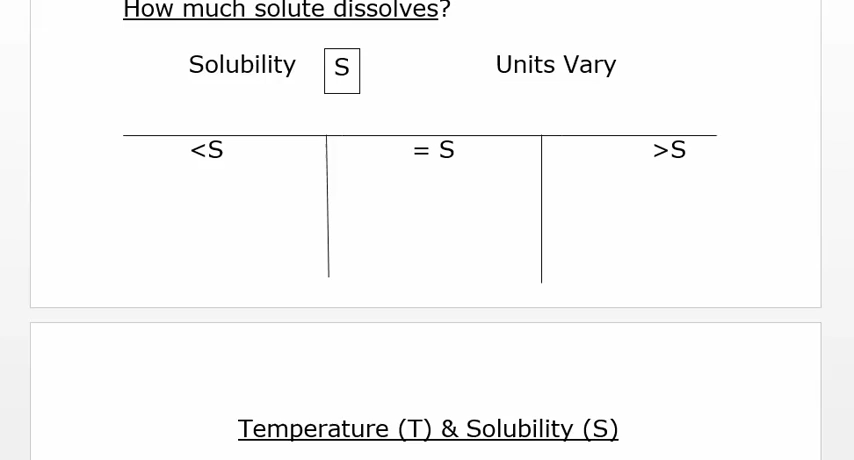 How much solute dissolves?
Solubility S Units Vary
<S = S >S
Temperature (T) & Solubility (S)